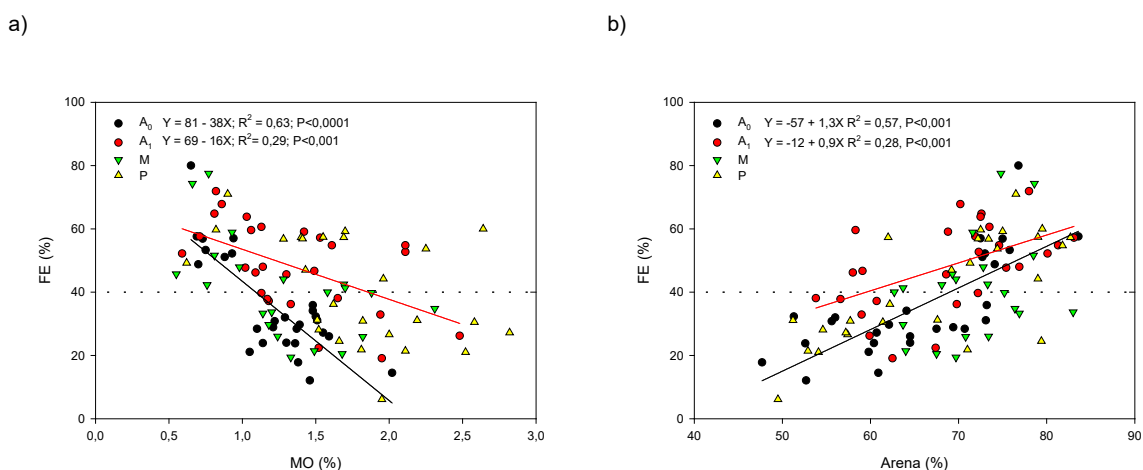 a)
100
80
60
40
20
0
FE (%)
A0 Y = 81 - 38X; R2 = 0,63; P<0,0001
A1 Y = 69 - 16X; R2= 0,29; P<0,001
M
P
0,0 0,5 1,0 1,5 2,0 2,5 3,0
MO (%)
b)
100
80
60
40
20
0
FE (%)
A0 Y = -57 + 1,3X R2 = 0,57, P<0,001
A1 Y = -12 + 0,9X R2 = 0,28, P<0,001
M
P
40 50 60 70 80 90
Arena (%)